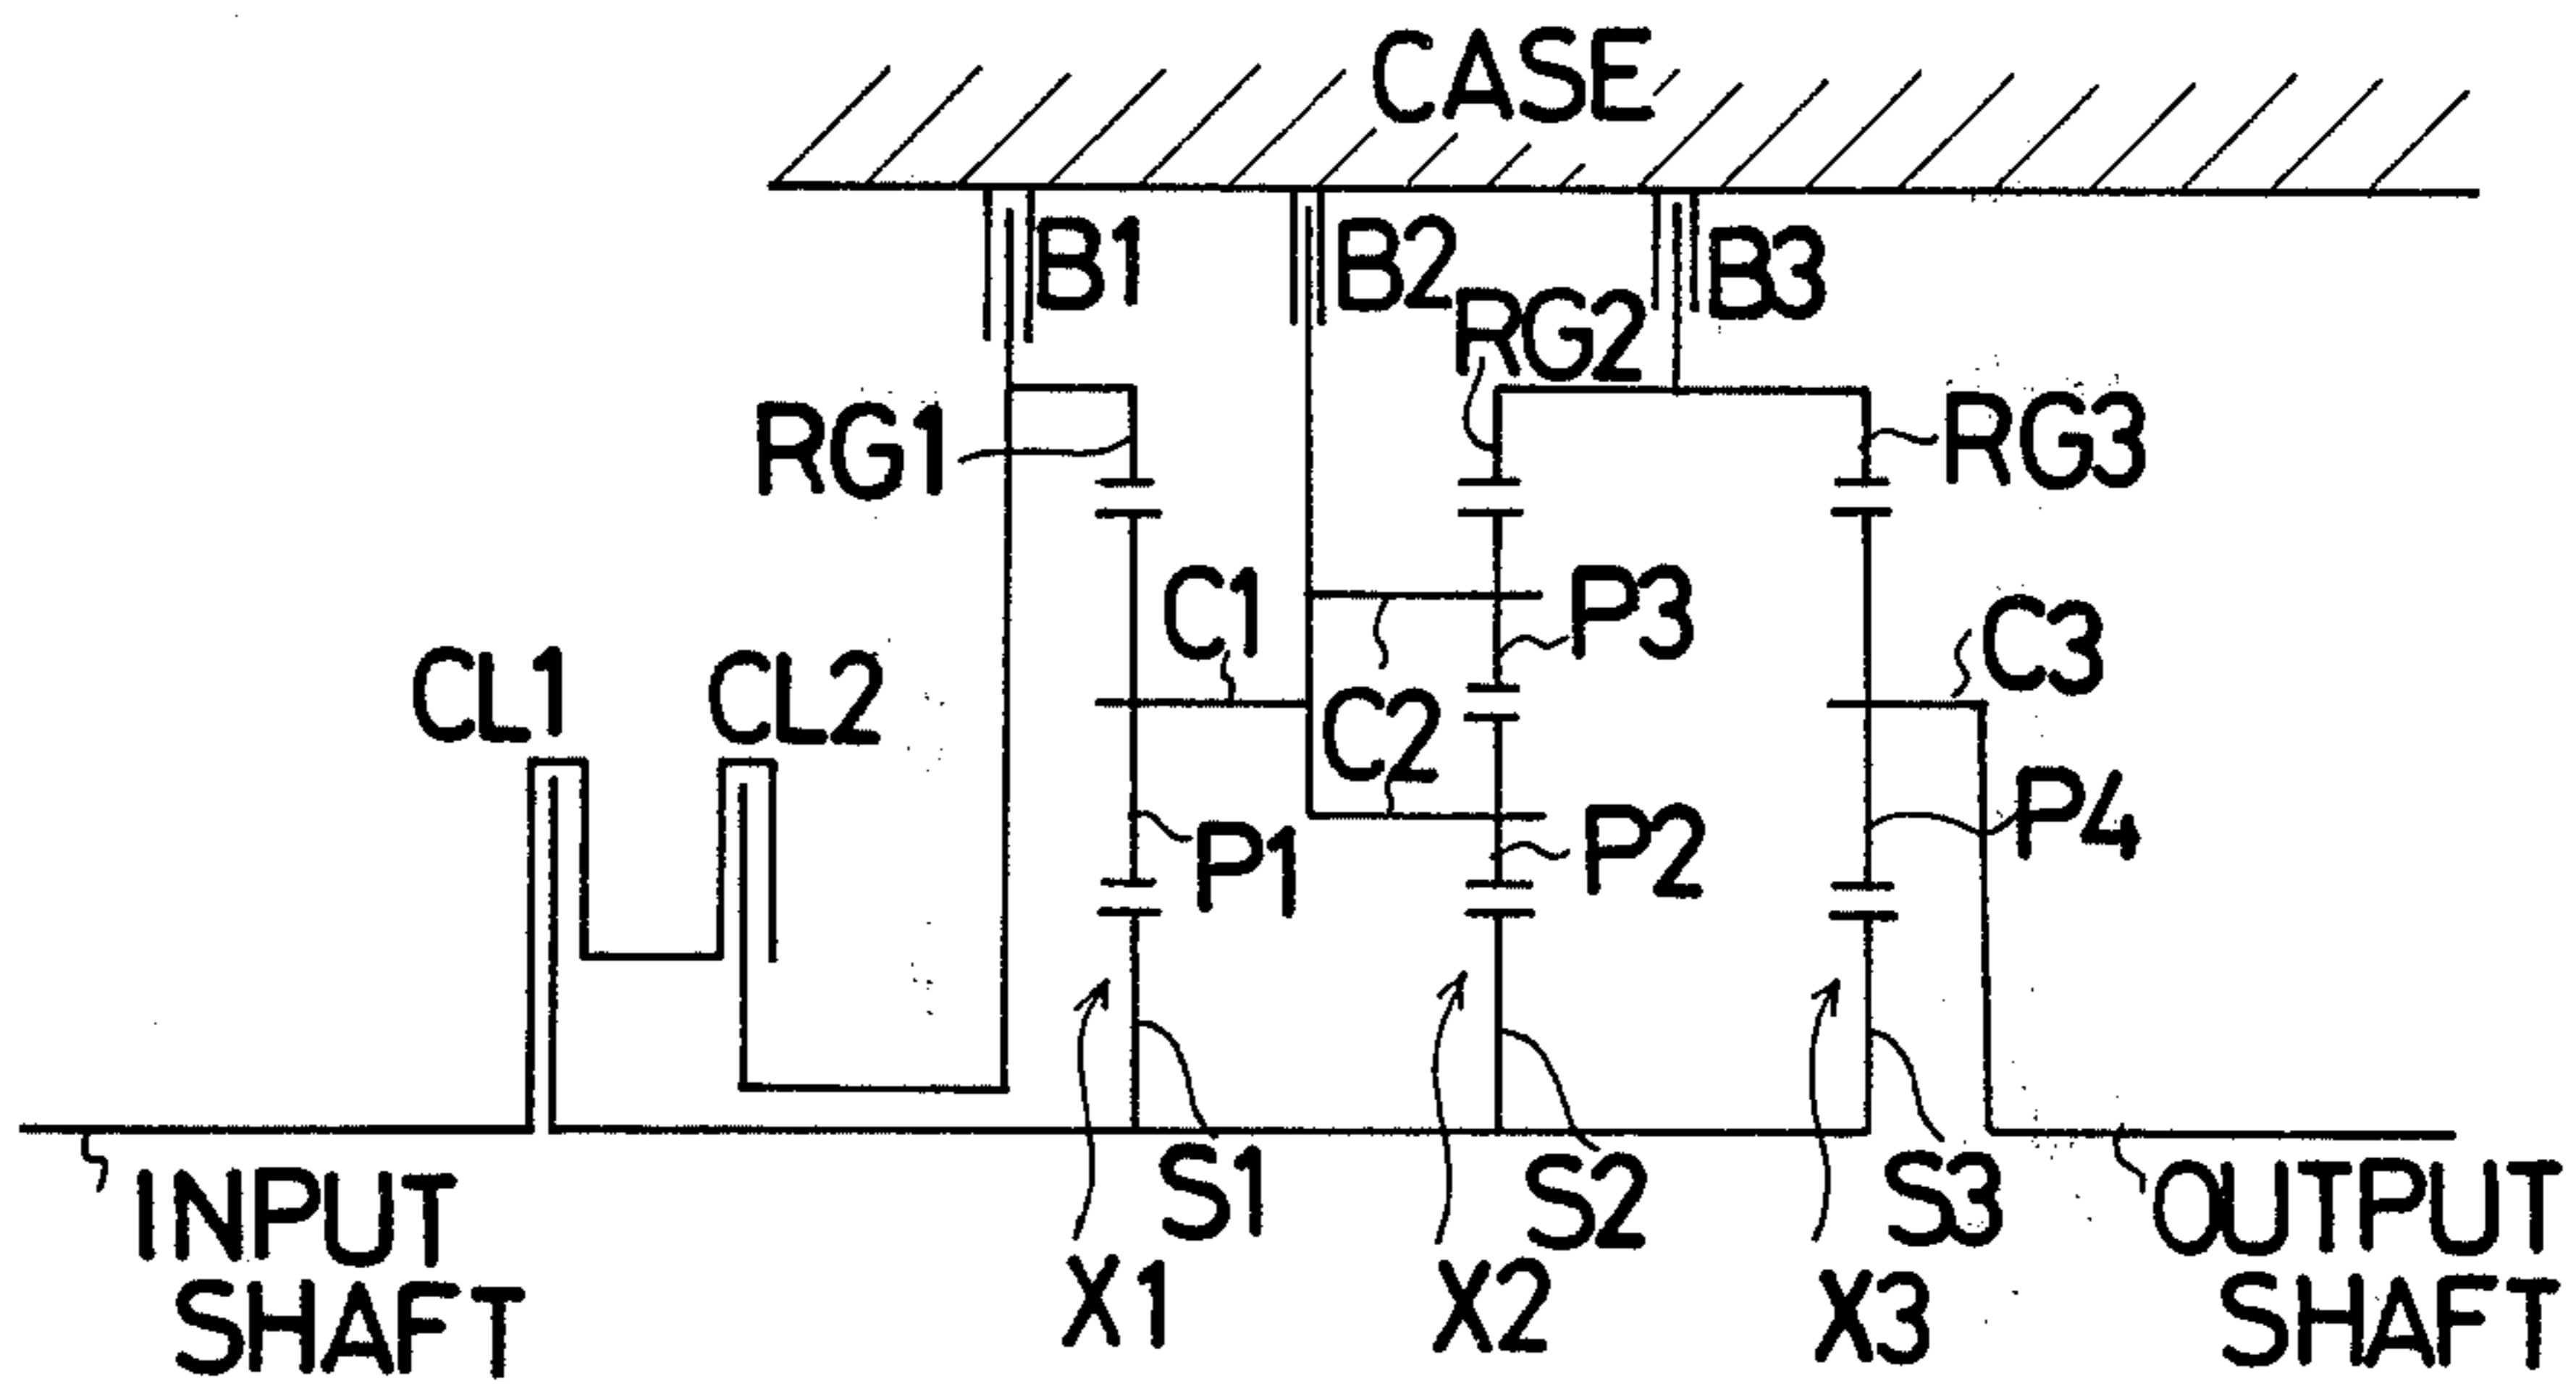 CASE
B1
B2
B3
RG2
RG1
RG3
C1
P3
C3
CL1
CL2
C2
P4
P1
P2
S1
S2
S3
INPUT
SHAFT
OUTPUT
SHAFT
X1
X2
X3